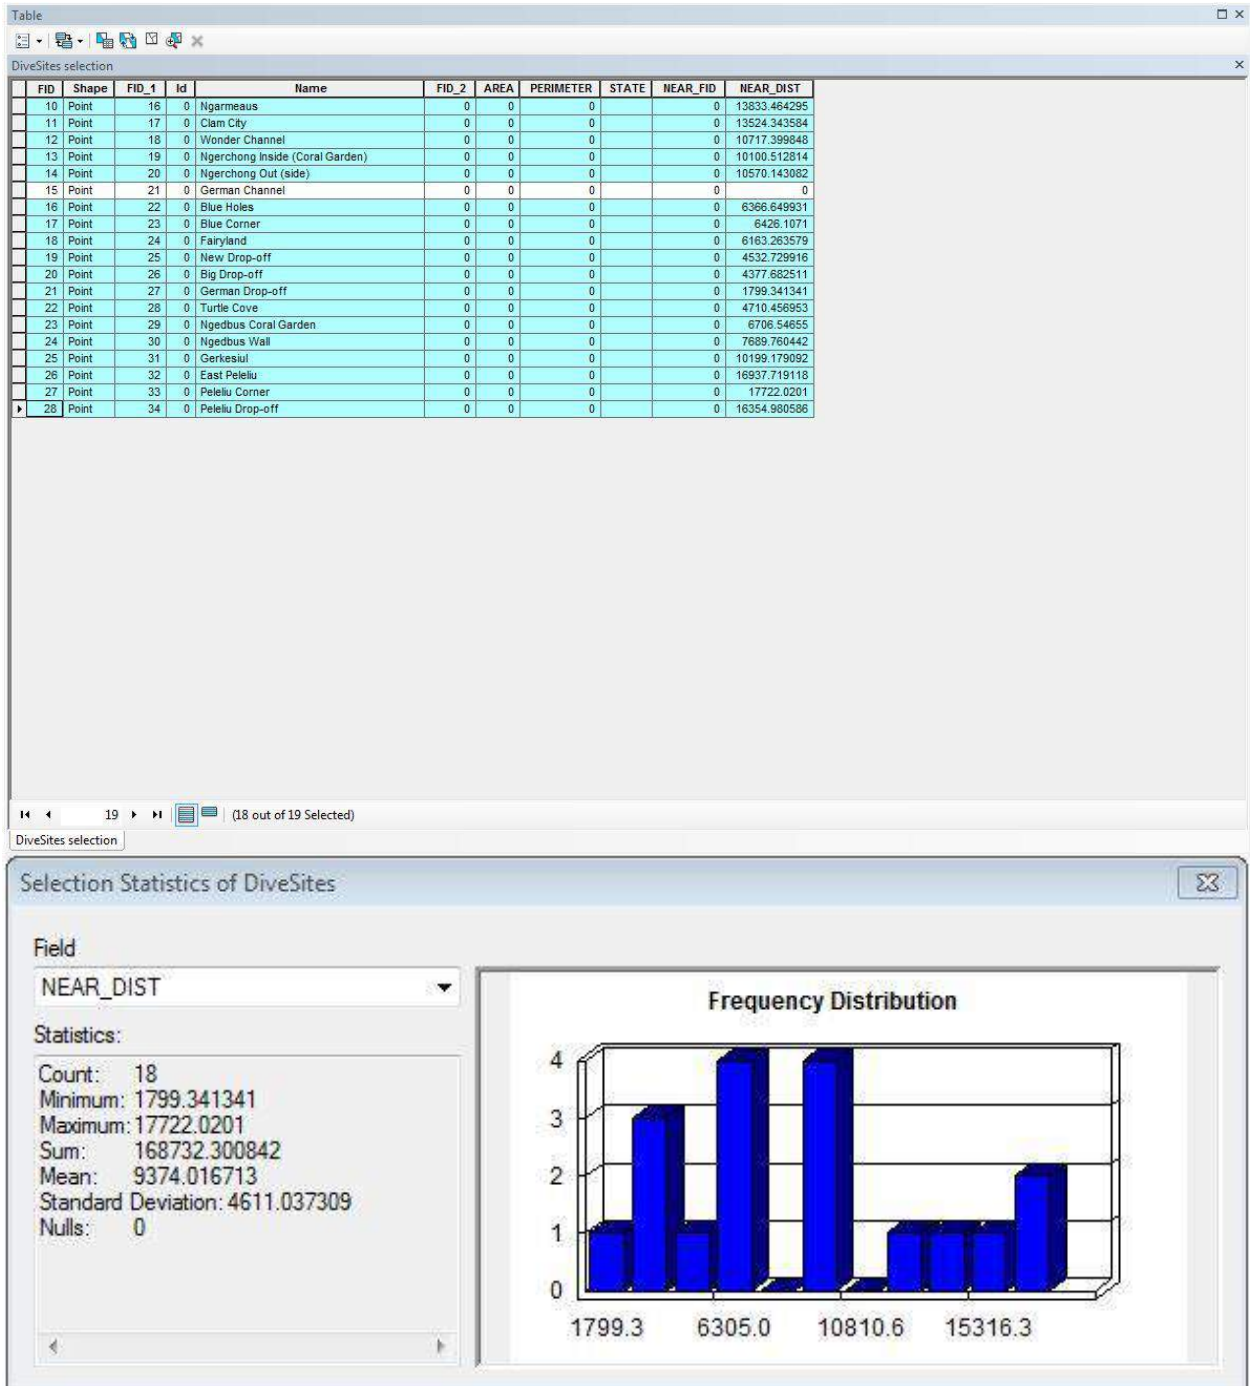 Table
DiveSites selection
FID Shape FID_1 Id Name FID_2 AREA PERIMETER STATE NEAR_FID NEAR_DIST
10 Point 16 0 Ngarmeaus 0 0 0 0 13833.464295
11 Point 17 0 Clam City 0 0 0 0 13524.343584
12 Point 18 0 Wonder Channel 0 0 0 0 10717.399848
13 Point 19 0 Ngerchong Inside (Coral Garden) 0 0 0 0 10100.512814
14 Point 20 0 Ngerchong Out (side) 0 0 0 0 10570.143082
15 Point 21 0 German Channel 0 0 0 0 0
16 Point 22 0 Blue Holes 0 0 0 0 6366.649931
17 Point 23 0 Blue Corner 0 0 0 0 6426.1071
18 Point 24 0 Fairyland 0 0 0 0 6163.263579
19 Point 25 0 New Drop-off 0 0 0 0 4532.729916
20 Point 26 0 Big Drop-off 0 0 0 0 4377.682511
21 Point 27 0 German Drop-off 0 0 0 0 1799.341341
22 Point 28 0 Turtle Cove 0 0 0 0 4710.456953
23 Point 29 0 Ngedbus Coral Garden 0 0 0 0 6706.54655
24 Point 30 0 Ngedbus Wall 0 0 0 0 7689.760442
25 Point 31 0 Gerkesiul 0 0 0 0 10199.179092
26 Point 32 0 East Peleliu 0 0 0 0 16937.719118
27 Point 33 0 Peleliu Corner 0 0 0 0 17722.0201
28 Point 34 0 Peleliu Drop-off 0 0 0 0 16354.980586
19 (18 out of 19 Selected)
DiveSites selection
Selection Statistics of DiveSites
Field
NEAR_DIST
Statistics:
Count: 18
Minimum: 1799.341341
Maximum: 17722.0201
Sum: 168732.300842
Mean: 9374.016713
Standard Deviation: 4611.037309
Nulls: 0
Frequency Distribution
4
3
2
1
0
1799.3 6305.0 10810.6 15316.3